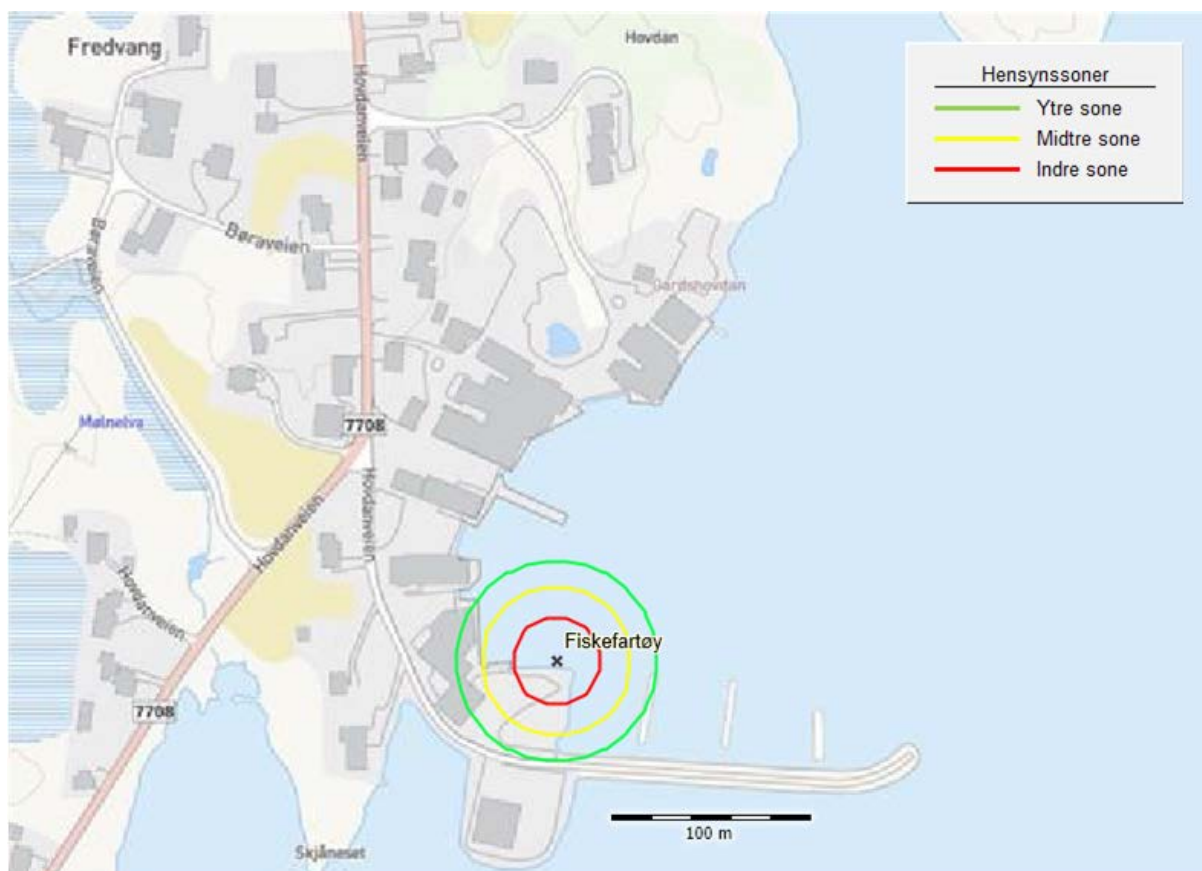 Fredvang
Hovdan
Hensynssoner
Ytre sone
Midtre sone
Indre sone
Hovdanveien
Børaveien
Børaveien
Gardshovdan
Mølnelva
7708
Hovdanveien
Hovdanveien
Hovdanveien
Fiskefartøy
7708
100 m
Skjåneset